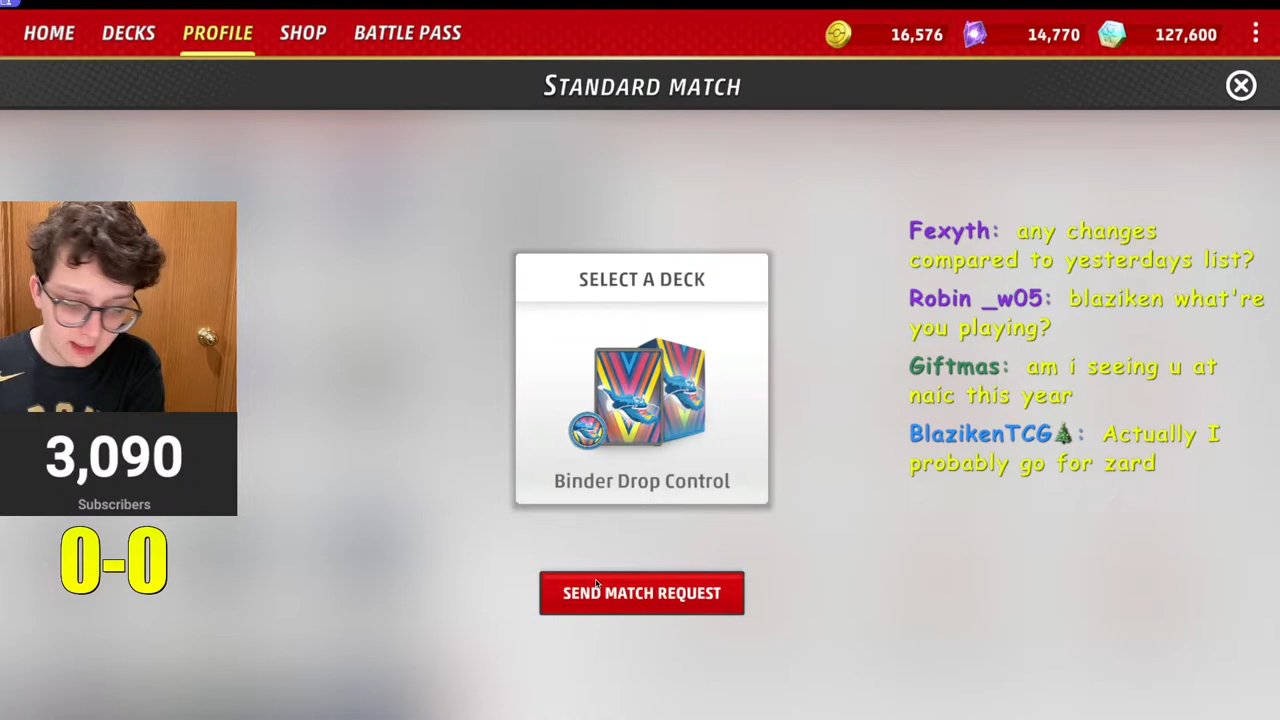 HOME DECKS PROFILE SHOP BATTLE PASS 16,576 14,770 127,600
STANDARD MATCH
SELECT A DECK
Binder Drop Control
SEND MATCH REQUEST
3,090
Subscribers
0-0
Fexyth: any changes
compared to yesterdays list?
Robin _w05: blaziken what're
you playing?
Giftmas: am i seeing u at
naic this year
BlazikenTCG🌲: Actually I
probably go for zard